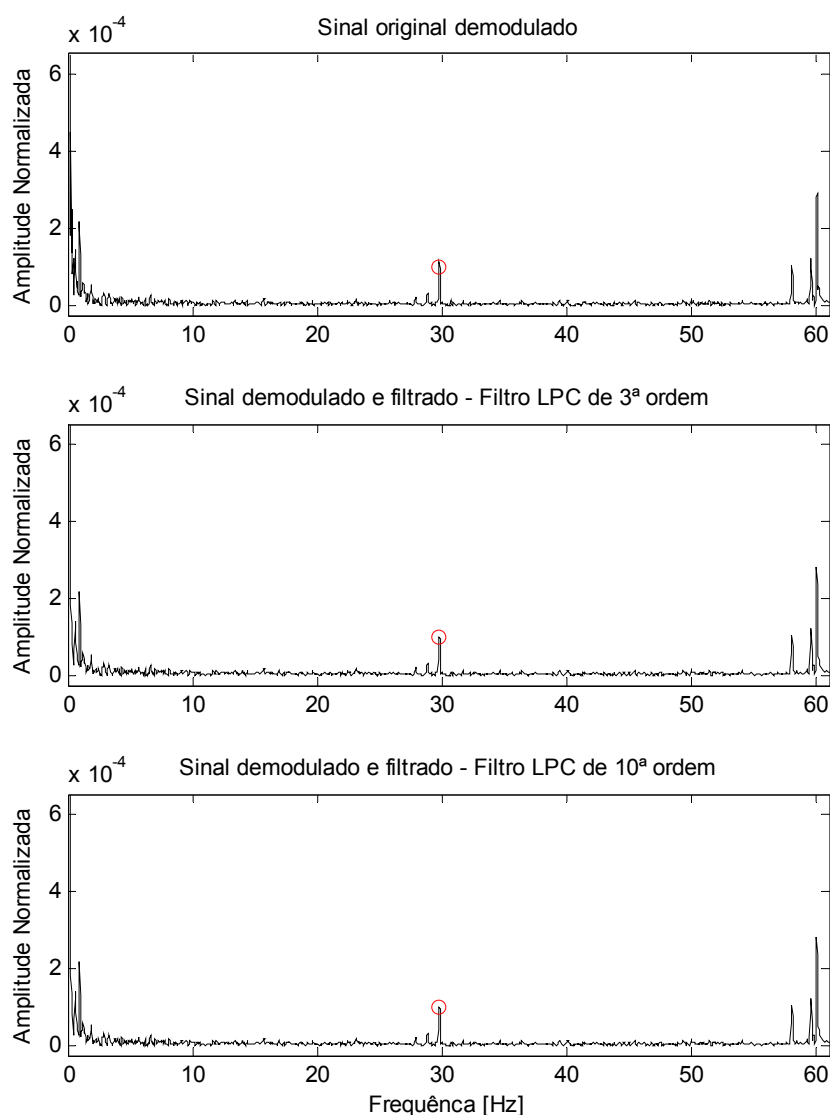 x 10-4
Sinal original demodulado
Amplitude Normalizada
6
4
2
0
0 10 20 30 40 50 60
x 10-4
Sinal demodulado e filtrado - Filtro LPC de 3ª ordem
Amplitude Normalizada
6
4
2
0
0 10 20 30 40 50 60
x 10-4
Sinal demodulado e filtrado - Filtro LPC de 10ª ordem
Amplitude Normalizada
6
4
2
0
0 10 20 30 40 50 60
Frequênca [Hz]